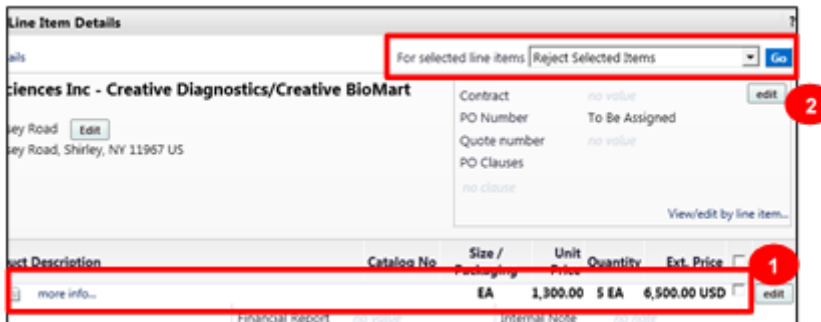 Line Item Details ?
ails For selected line items Reject Selected Items Go
ciences Inc - Creative Diagnostics/Creative BioMart
Contract no value edit
2
sey Road Edit PO Number To Be Assigned
sey Road, Shirley, NY 11967 US Quote number no value
PO Clauses
no clause
View/edit by line item...
uct Description Catalog No Size / Packaging Unit Price Quantity Ext. Price
1
more info... EA 1,300.00 5 EA 6,500.00 USD edit
Financial Report no value Internal Note no note